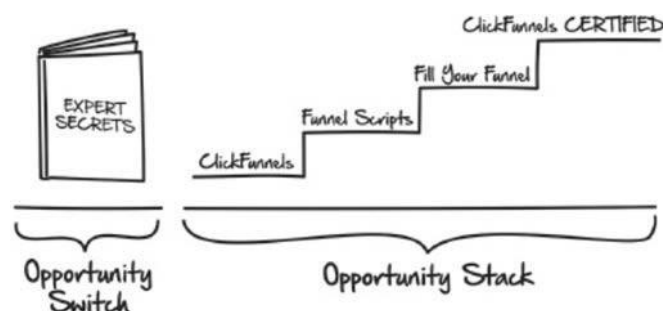 ClickFunnels CERTIFIED
Fill Your Funnel
EXPERT
SECRETS
Funnel Scripts
ClickFunnels
Opportunity
Switch
Opportunity Stack